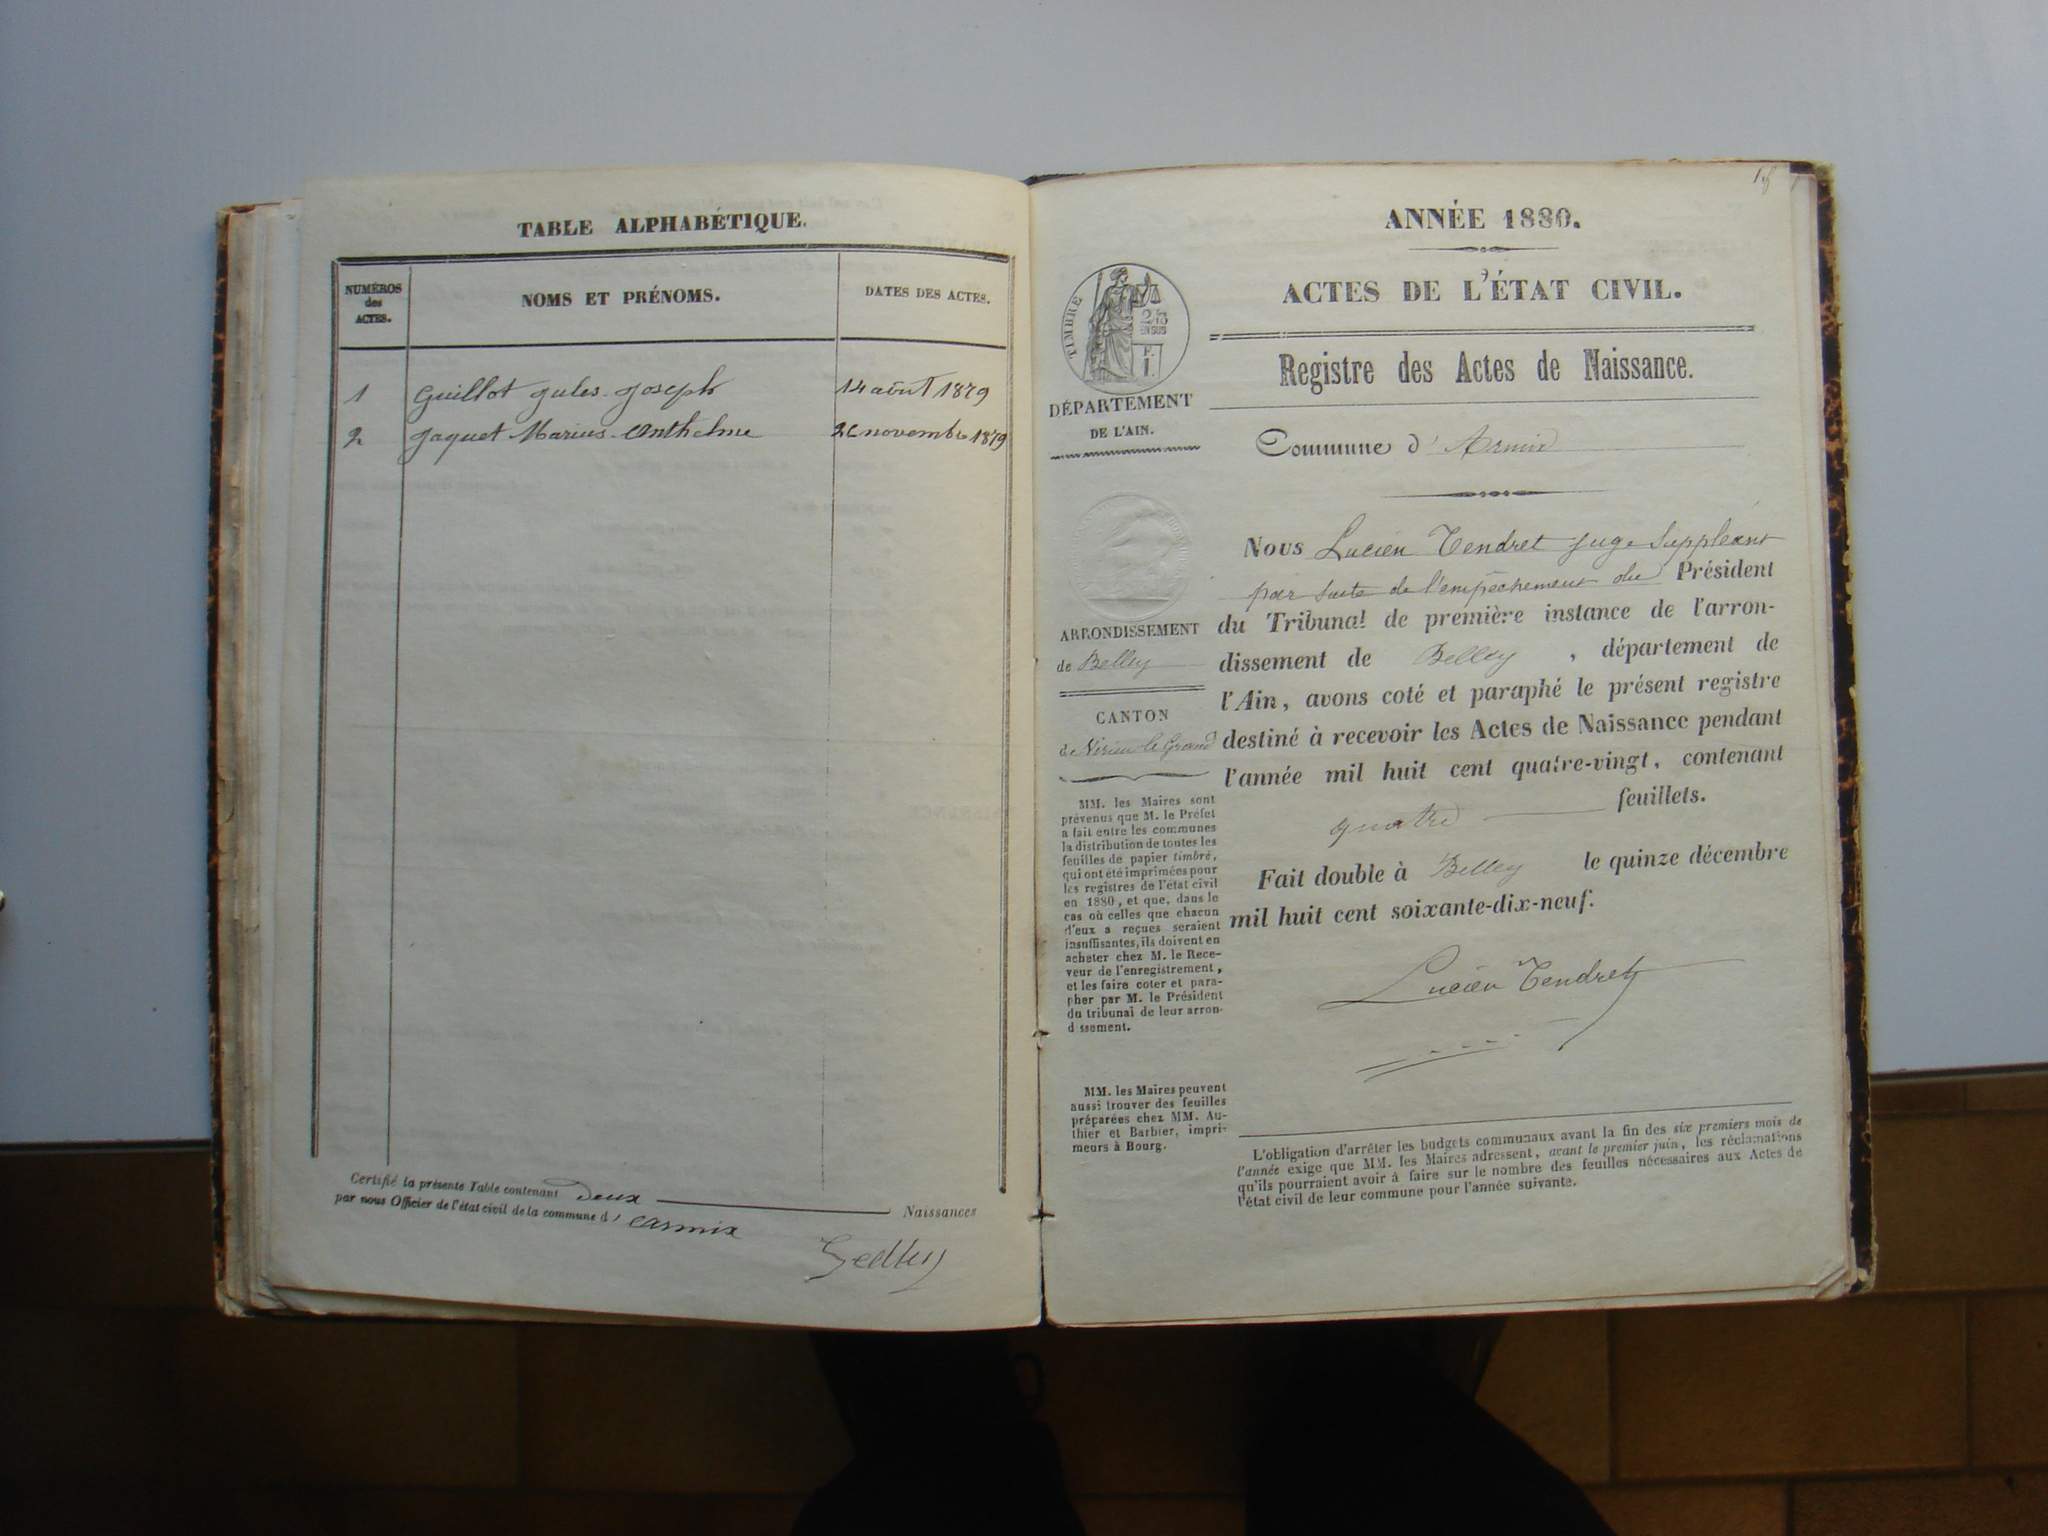 TABLE ALPHABÉTIQUE.
NUMÉROS
des
ACTES.
NOMS ET PRÉNOMS.
DATES DES ACTES.
1 Guillot Jules Joseph 14 août 1879
2 Jaquet Marius Anthelme 26 novembre 1879
Certifié la présente Table contenant deux Naissances
par nous Officier de l'état civil de la commune d' Armix
ANNÉE 1880.
ACTES DE L'ÉTAT CIVIL.
Registre des Actes de Naissance.
Commune d' Armix
TIMBRE
2/10
EN SUS
DÉPARTEMENT
DE L'AIN.
ARRONDISSEMENT
de Belley
CANTON
de Virieu le Grand
MM. les Maires sont
prévenus que M. le Préfet
a fait entre les communes
la distribution de toutes les
feuilles de papier timbré,
qui ont été imprimées pour
les registres de l'état civil
en 1880, et que, dans le
cas où celles que chacun
d'eux a reçues seraient
insuffisantes, ils doivent en
acheter chez M. le Rece-
veur de l'enregistrement,
et les faire coter et para-
pher par M. le Président
du tribunal de leur arron-
d ssement.
MM. les Maires peuvent
aussi trouver des feuilles
préparées chez MM. Au-
thier et Barbier, impri-
meurs à Bourg.
Nous Lucien Tendret juge suppléant
par suite de l'empêchement du Président
du Tribunal de première instance de l'arron-
dissement de Belley, département de
l'Ain, avons coté et paraphé le présent registre
destiné à recevoir les Actes de Naissance pendant
l'année mil huit cent quatre-vingt, contenant
quatre feuillets.
Fait double à Belley le quinze décembre
mil huit cent soixante-dix-neuf.
Lucien Tendret
L'obligation d'arrêter les budgets communaux avant la fin des six premiers mois de
l'année exige que MM. les Maires adressent, avant le premier juin, les réclamations
qu'ils pourraient avoir à faire sur le nombre des feuilles nécessaires aux Actes de
l'état civil de leur commune pour l'année suivante.